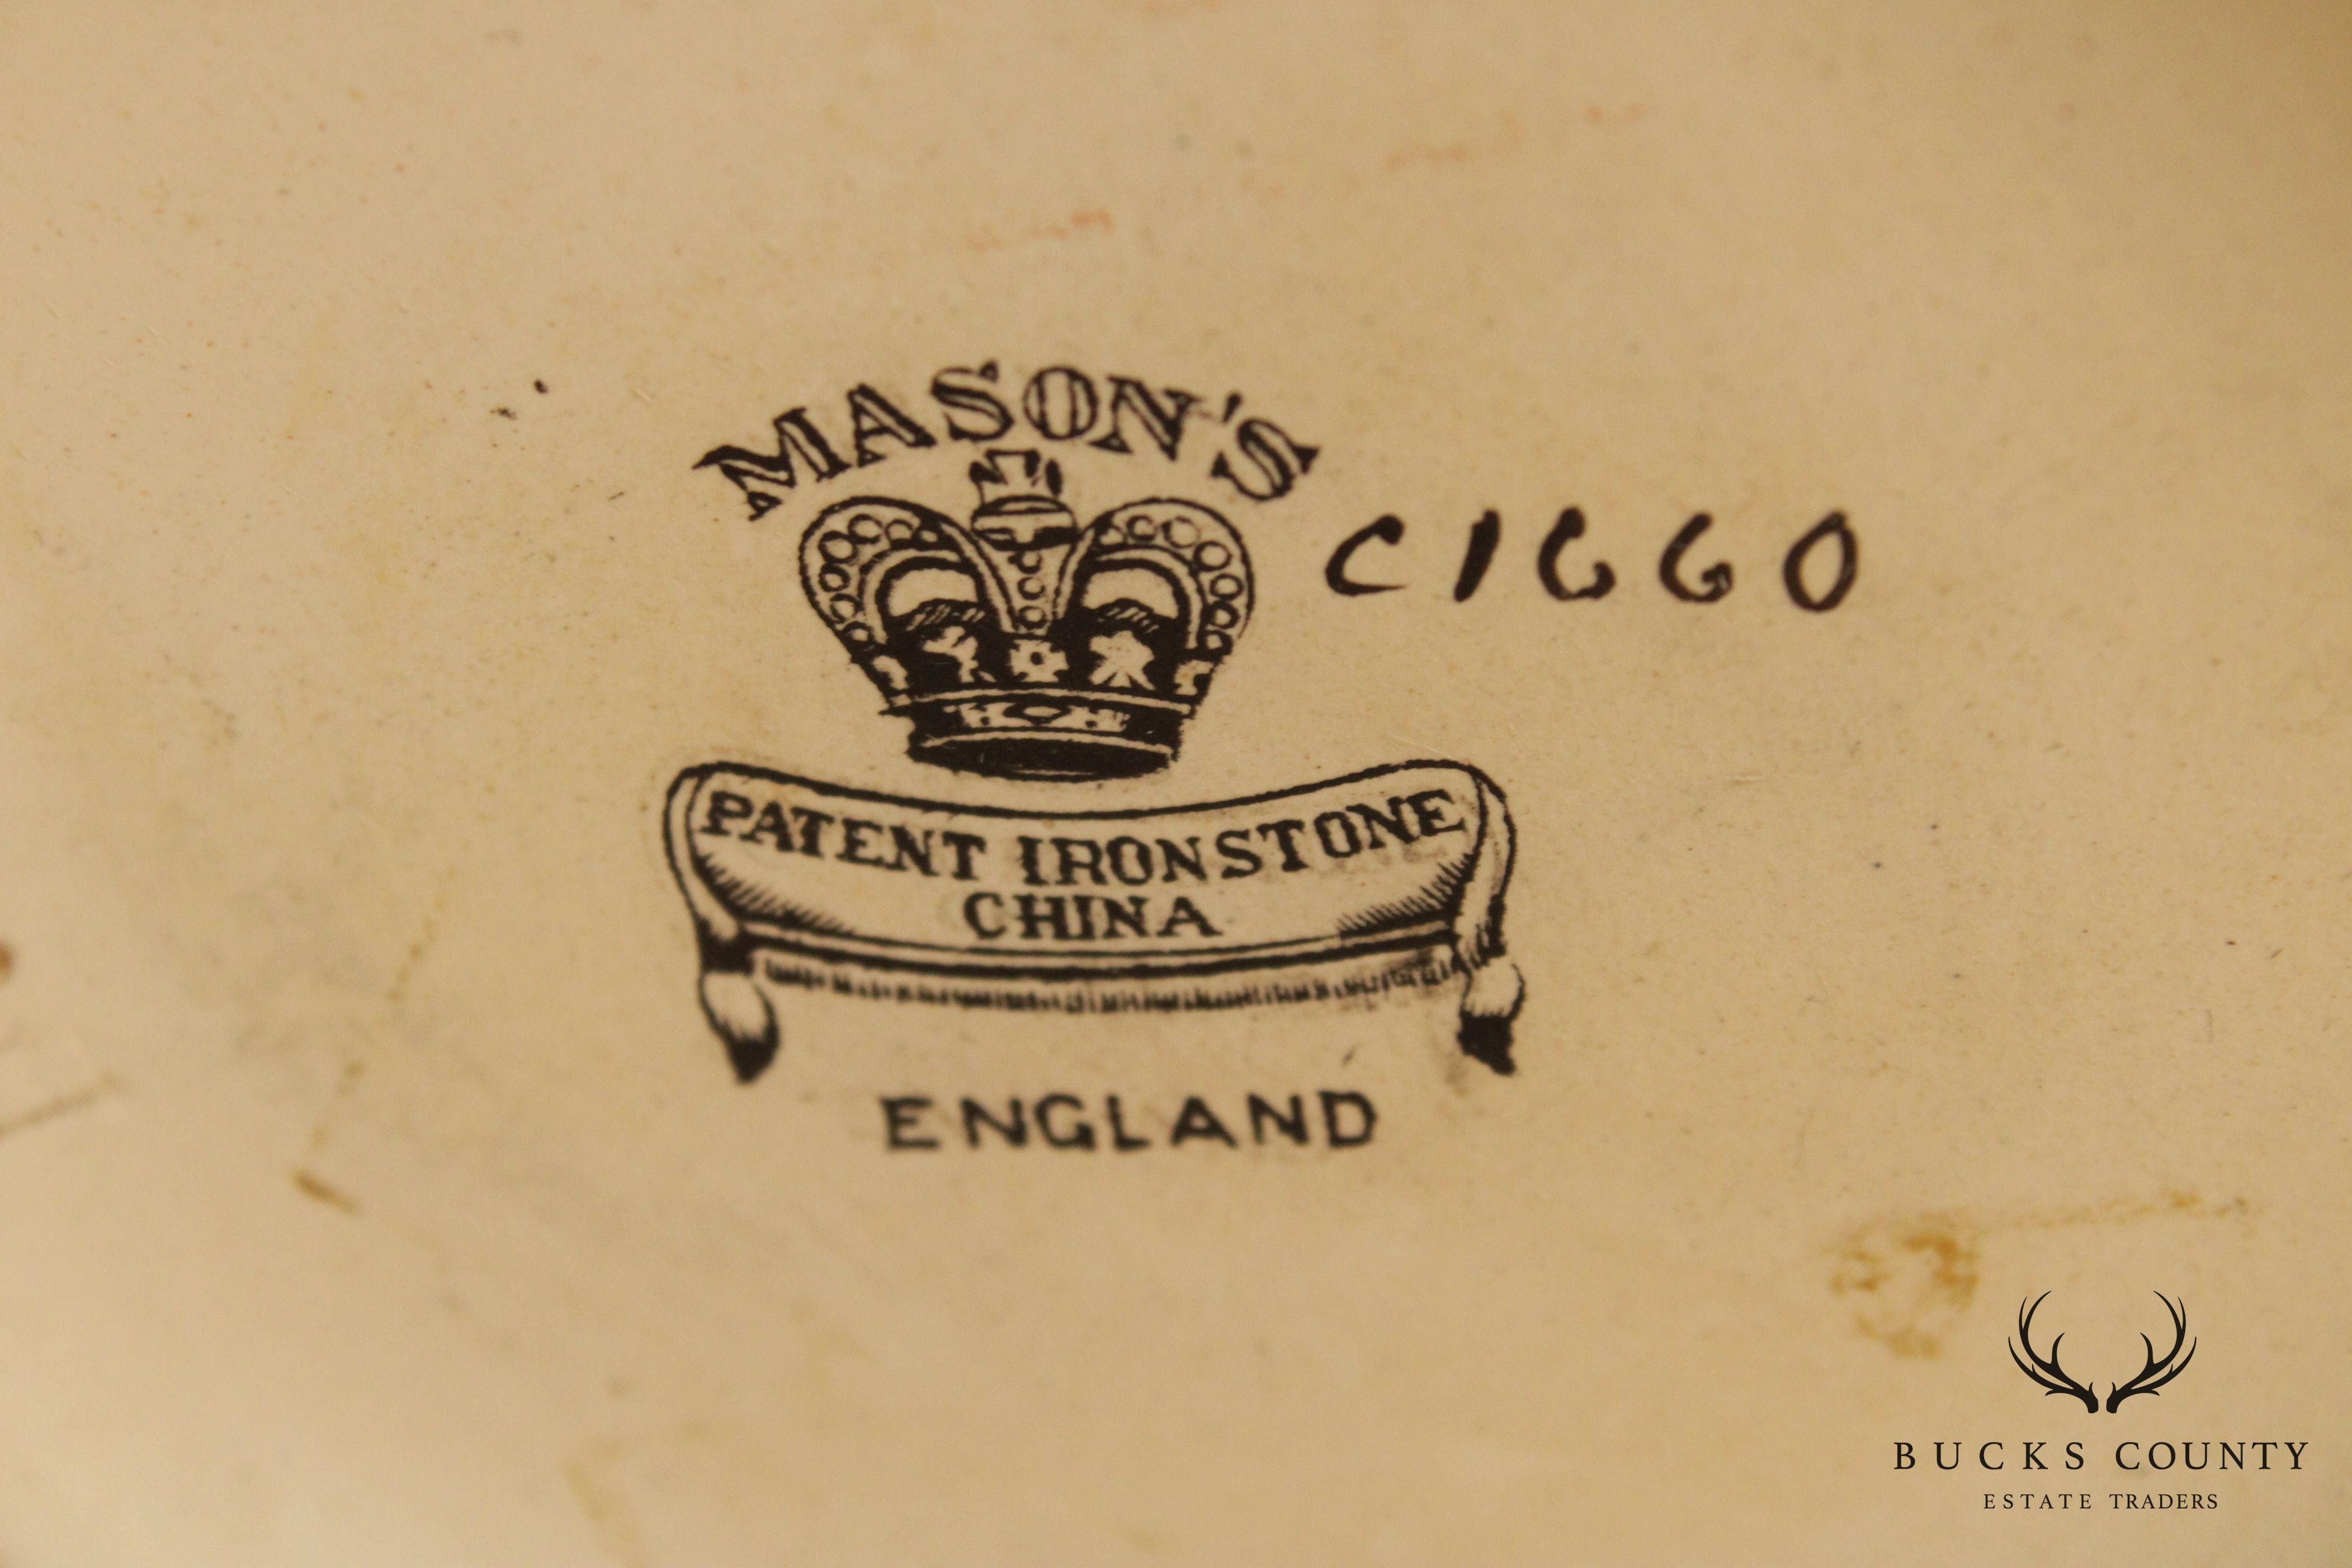 MASON'S
C1660
PATENT IRONSTONE
CHINA
ENGLAND
BUCKS COUNTY
ESTATE TRADERS